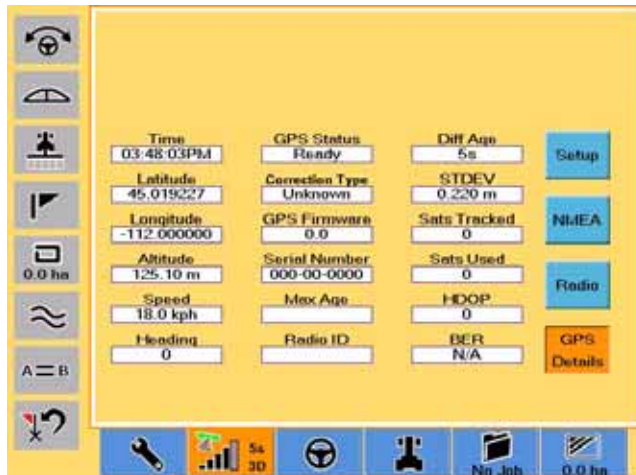 Time
GPS Status
Diff Age
03:48:03PM
Ready
5s
Setup
Latitude
Correction Type
STDEV
45.019227
Unknown
0.220 m
Longitude
GPS Firmware
Sats Tracked
NMEA
-112.000000
0.0
0
Altitude
Serial Number
Sats Used
125.10 m
000-00-0000
0
0.0 ha
Radio
Speed
Max Age
HDOP
18.0 kph
0
Heading
Radio ID
BER
GPS
0
N/A
Details
A = B
5s
3D
No Job
0.0 ha